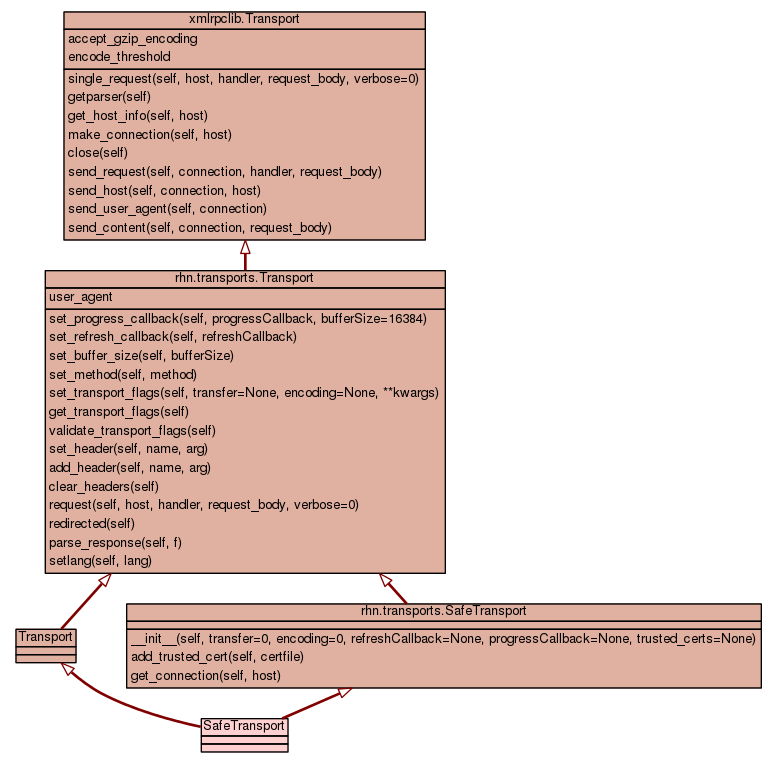 xmlrpclib.Transport
accept_gzip_encoding
encode_threshold
single_request(self, host, handler, request_body, verbose=0)
getparser(self)
get_host_info(self, host)
make_connection(self, host)
close(self)
send_request(self, connection, handler, request_body)
send_host(self, connection, host)
send_user_agent(self, connection)
send_content(self, connection, request_body)
rhn.transports.Transport
user_agent
set_progress_callback(self, progressCallback, bufferSize=16384)
set_refresh_callback(self, refreshCallback)
set_buffer_size(self, bufferSize)
set_method(self, method)
set_transport_flags(self, transfer=None, encoding=None, **kwargs)
get_transport_flags(self)
validate_transport_flags(self)
set_header(self, name, arg)
add_header(self, name, arg)
clear_headers(self)
request(self, host, handler, request_body, verbose=0)
redirected(self)
parse_response(self, f)
setlang(self, lang)
Transport
rhn.transports.SafeTransport
__init__(self, transfer=0, encoding=0, refreshCallback=None, progressCallback=None, trusted_certs=None)
add_trusted_cert(self, certfile)
get_connection(self, host)
SafeTransport